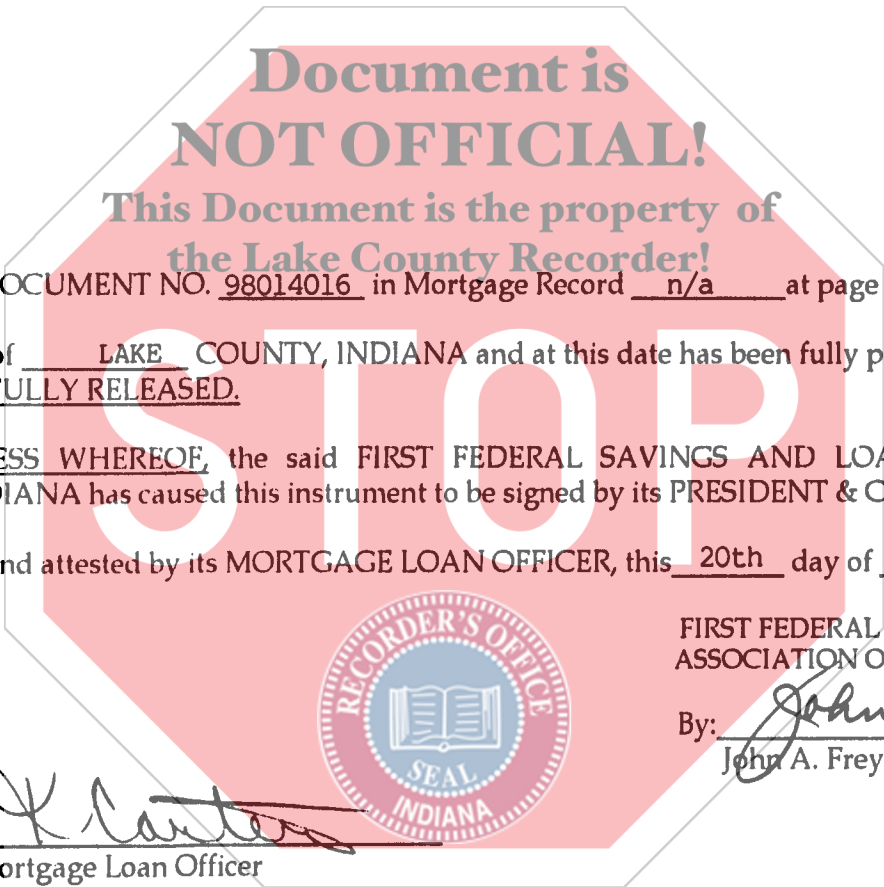 Document is
NOT OFFICIAL!
This Document is the property of
the Lake County Recorder!
OCUMENT NO. 98014016 in Mortgage Record n/a at page
of LAKE COUNTY, INDIANA and at this date has been fully p
FULLY RELEASED.
ESS WHEREOF, the said FIRST FEDERAL SAVINGS AND LOA
DIANA has caused this instrument to be signed by its PRESIDENT & C
nd attested by its MORTGAGE LOAN OFFICER, this 20th day of
STOP
FIRST FEDERAL
ASSOCIATION O
RECORDER'S OFFICE
SEAL
INDIANA
By: John
John A. Frey
K Carter
ortgage Loan Officer